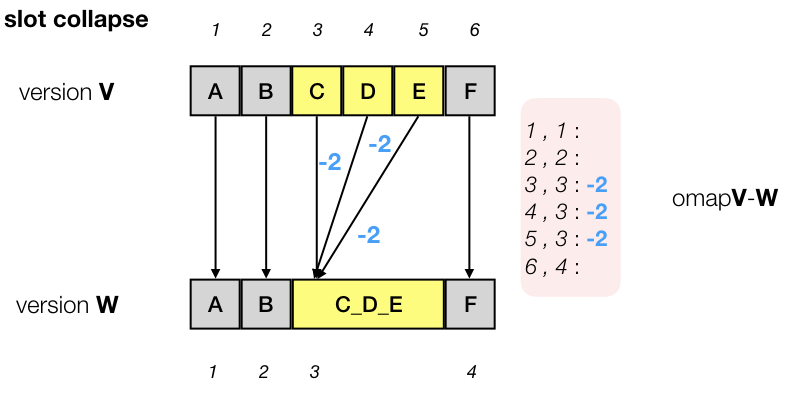 slot collapse
1 2 3 4 5 6
version V
A B C D E F
-2
-2
-2
1 , 1 :
2 , 2 :
3 , 3 : -2
4 , 3 : -2
5 , 3 : -2
6 , 4 :
omapV-W
version W
A B C_D_E F
1 2 3 4